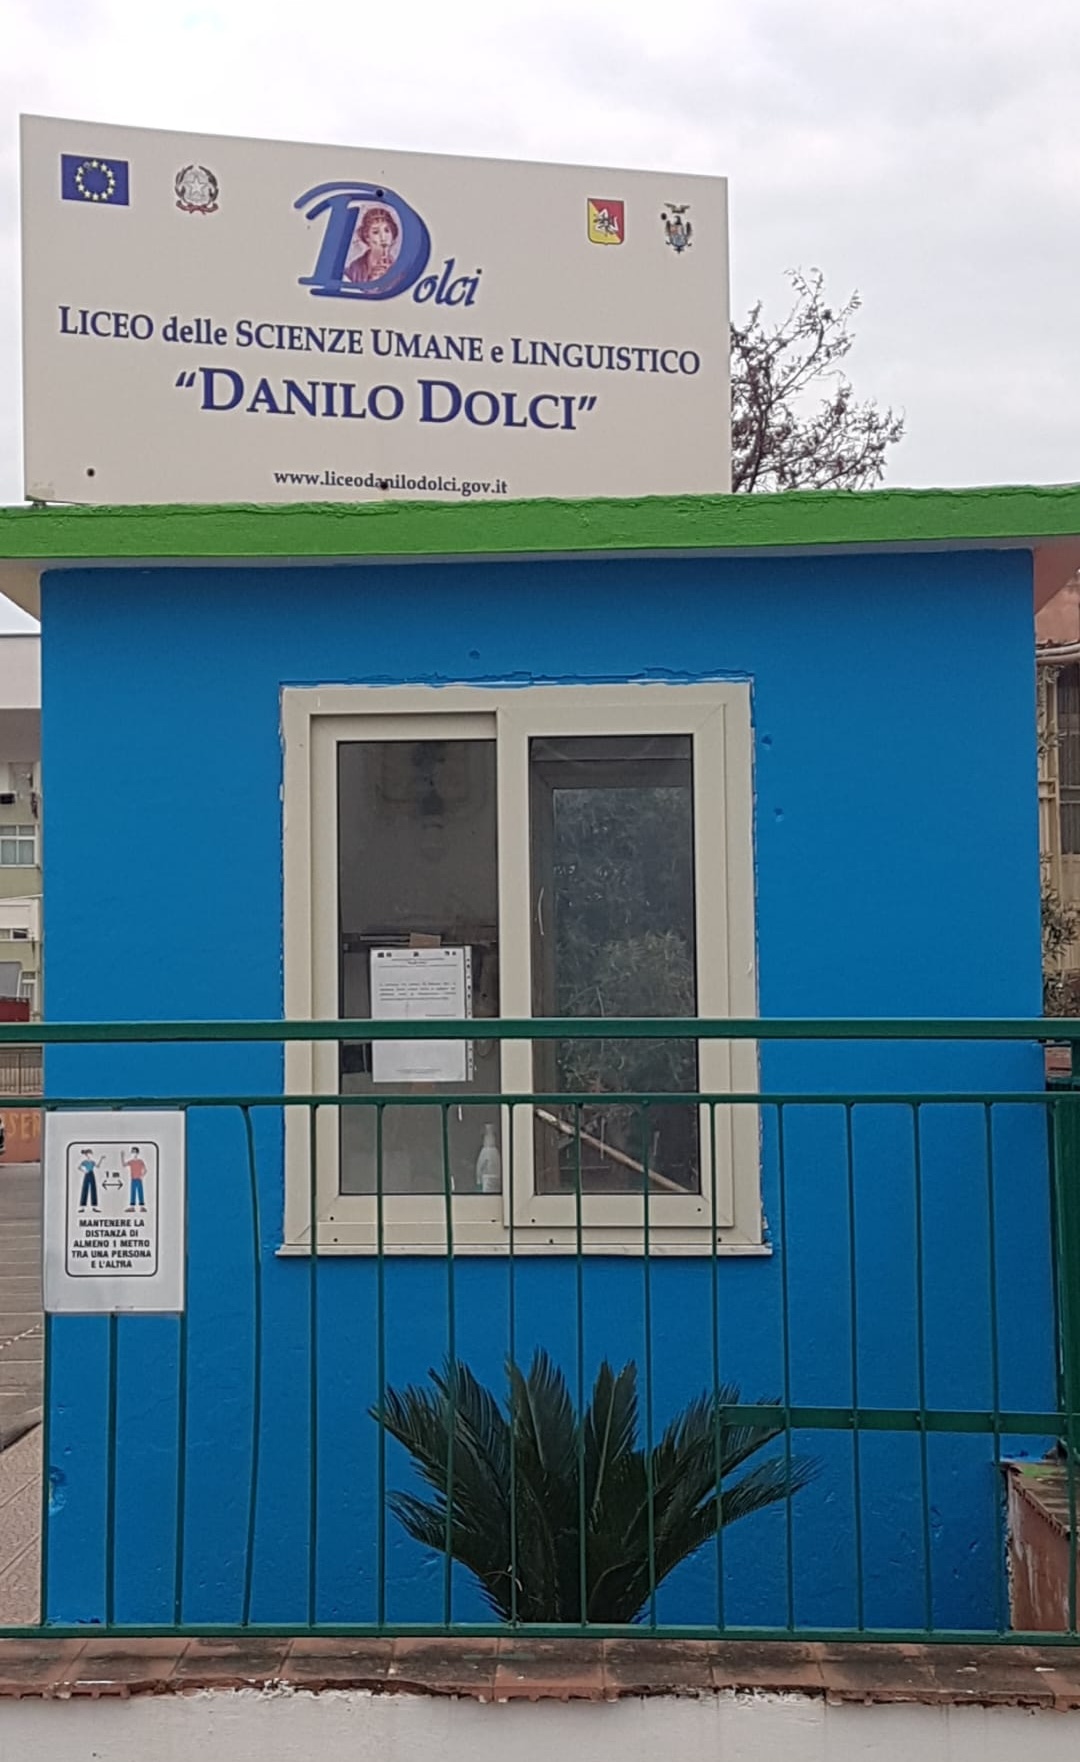 Dolci
LICEO delle SCIENZE UMANE e LINGUISTICO
“DANILO DOLCI”
www.liceodanilodolci.gov.it
1 m
MANTENERE LA
DISTANZA DI
ALMENO 1 METRO
TRA UNA PERSONA
E L'ALTRA